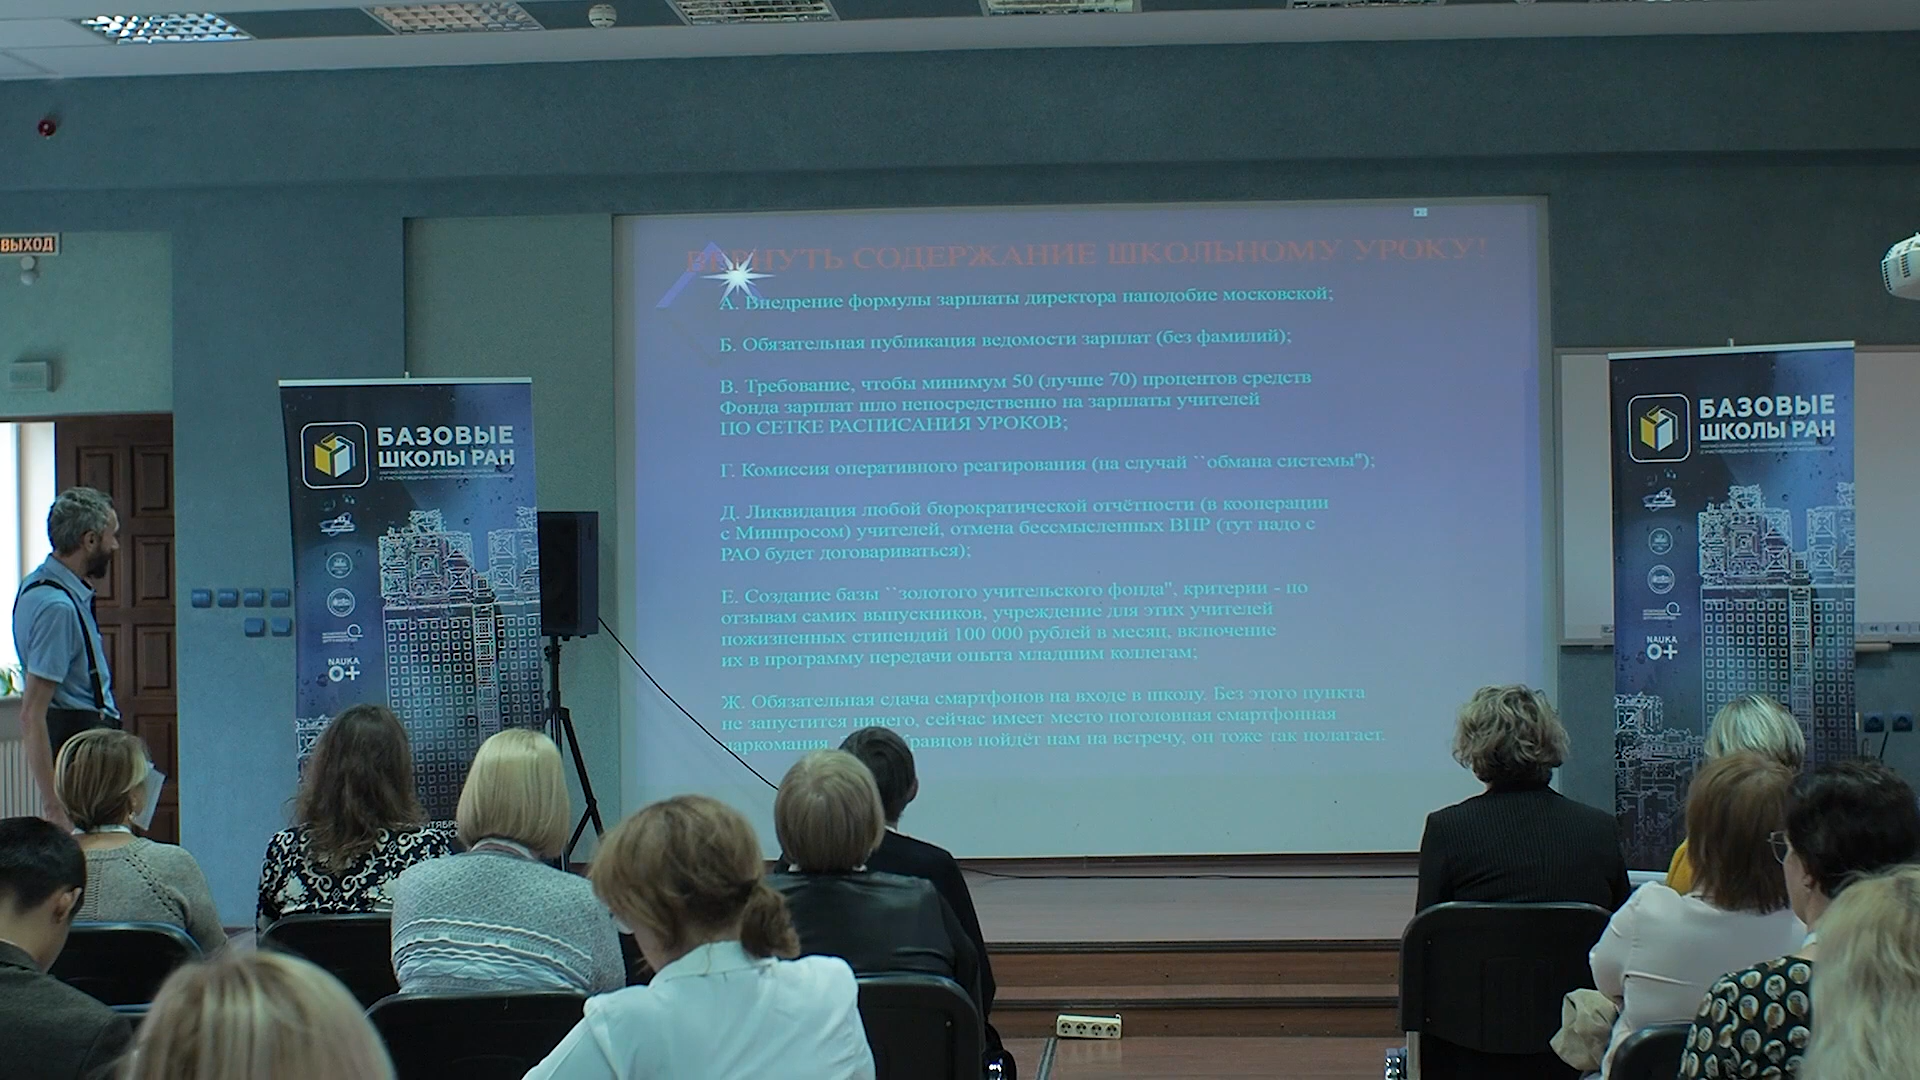 ВЫХОД
ВЕРНУТЬ СОДЕРЖАНИЕ ШКОЛЬНОМУ УРОКУ!
А. Внедрение формулы зарплаты директора наподобие московской;
Б. Обязательная публикация ведомости зарплат (без фамилий);
В. Требование, чтобы минимум 50 (лучше 70) процентов средств
Фонда зарплат шло непосредственно на зарплаты учителей
ПО СЕТКЕ РАСПИСАНИЯ УРОКОВ;
Г. Комиссия оперативного реагирования (на случай ``обмана системы");
Д. Ликвидация любой бюрократической отчётности (в кооперации
с Минпросом) учителей, отмена бессмысленных ВПР (тут надо с
РАО будет договариваться);
Е. Создание базы ``золотого учительского фонда", критерии - по
отзывам самих выпускников, учреждение для этих учителей
пожизненных стипендий 100 000 рублей в месяц, включение
их в программу передачи опыта младшим коллегам;
Ж. Обязательная сдача смартфонов на входе в школу. Без этого пункта
не запустится ничего, сейчас имеет место поголовная смартфонная
наркомания. пойдёт нам на встречу, он тоже так полагает.
БАЗОВЫЕ
ШКОЛЫ РАН
NAUKA
0+
БАЗОВЫЕ
ШКОЛЫ РАН
NAUKA
0+